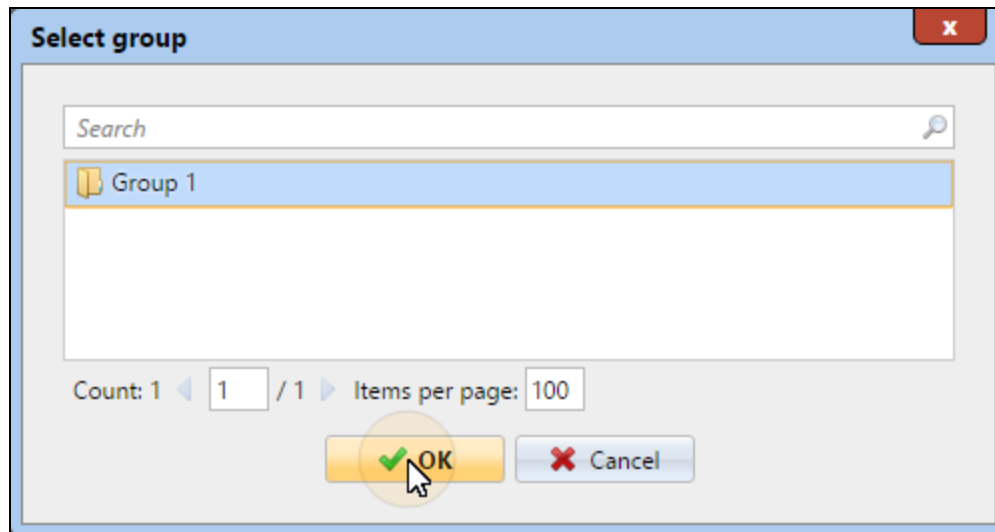 Select group
x
Search
Group 1
Count: 1 1 / 1 Items per page: 100
OK Cancel